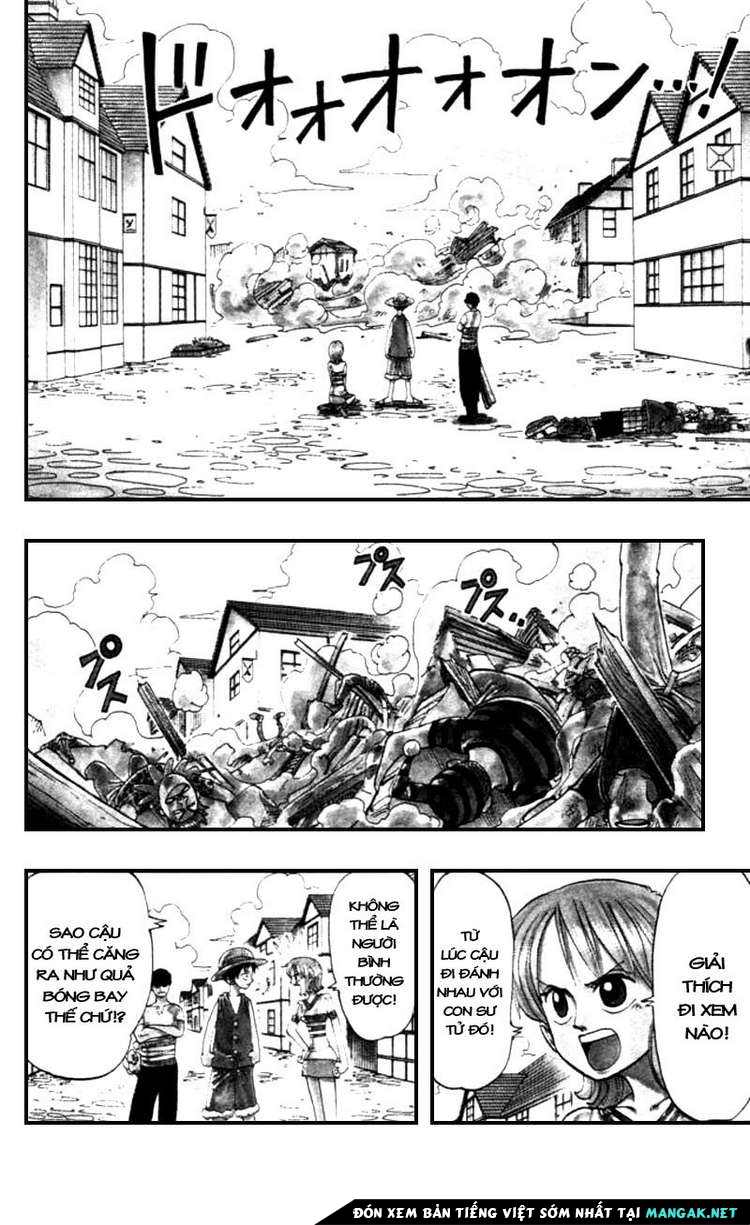 ドオォオォオン…!
プス
プス…
プス
GIẢI
THÍCH
ĐI XEM
NÀO!
TỪ
LÚC CẬU
ĐI ĐÁNH
NHAU VỚI
CON SƯ
TỬ ĐÓ!
KHÔNG
THỂ LÀ
NGƯỜI
BÌNH
THƯỜNG
ĐƯỢC!
SAO CẬU
CÓ THỂ CĂNG
RA NHƯ QUẢ
BÓNG BAY
THẾ CHỨ!?
ĐÓN XEM BẢN TIẾNG VIỆT SỚM NHẤT TẠI MANGAK.NET